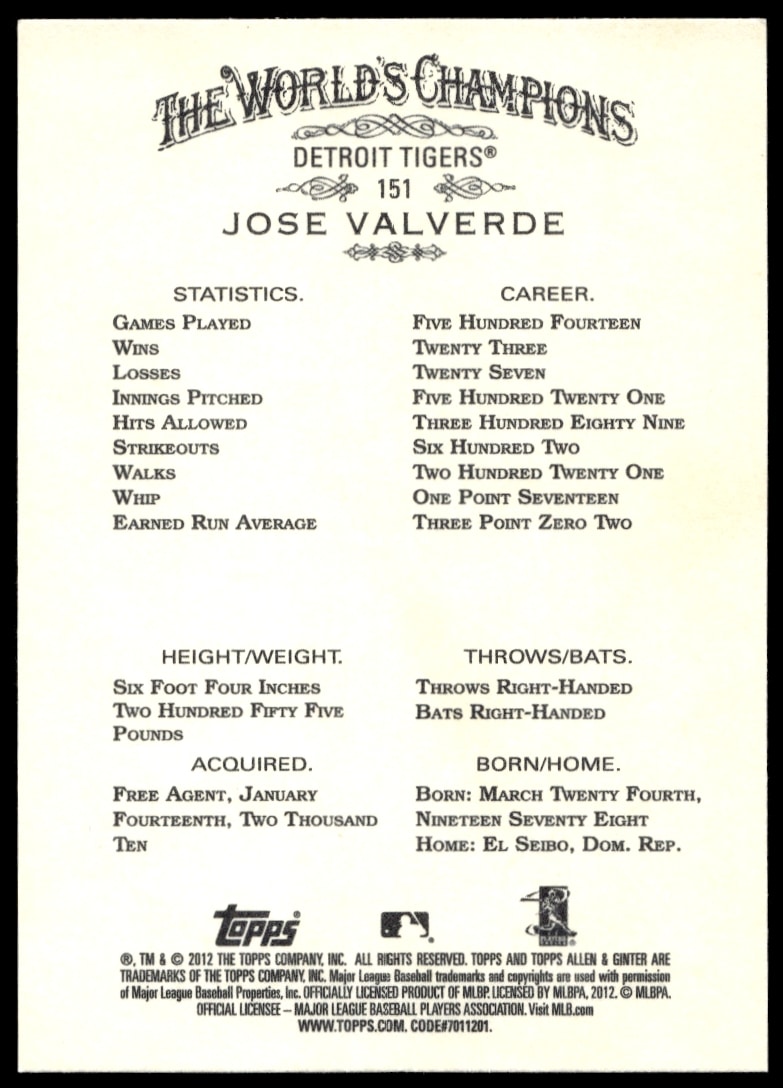 THE WORLD'S CHAMPIONS
DETROIT TIGERS®
151
JOSE VALVERDE
STATISTICS. CAREER.
GAMES PLAYED FIVE HUNDRED FOURTEEN
WINS TWENTY THREE
LOSSES TWENTY SEVEN
INNINGS PITCHED FIVE HUNDRED TWENTY ONE
HITS ALLOWED THREE HUNDRED EIGHTY NINE
STRIKEOUTS SIX HUNDRED TWO
WALKS TWO HUNDRED TWENTY ONE
WHIP ONE POINT SEVENTEEN
EARNED RUN AVERAGE THREE POINT ZERO TWO
HEIGHT/WEIGHT.
SIX FOOT FOUR INCHES
TWO HUNDRED FIFTY FIVE
POUNDS
THROWS/BATS.
THROWS RIGHT-HANDED
BATS RIGHT-HANDED
ACQUIRED.
FREE AGENT, JANUARY
FOURTEENTH, TWO THOUSAND
TEN
BORN/HOME.
BORN: MARCH TWENTY FOURTH,
NINETEEN SEVENTY EIGHT
HOME: EL SEIBO, DOM. REP.
topps®
®, TM & © 2012 THE TOPPS COMPANY, INC. ALL RIGHTS RESERVED. TOPPS AND TOPPS ALLEN & GINTER ARE
TRADEMARKS OF THE TOPPS COMPANY, INC. Major League Baseball trademarks and copyrights are used with permission
of Major League Baseball Properties, Inc. OFFICIALLY LICENSED PRODUCT OF MLBP. LICENSED BY MLBPA, 2012. © MLBPA.
OFFICIAL LICENSEE – MAJOR LEAGUE BASEBALL PLAYERS ASSOCIATION. Visit MLB.com
WWW.TOPPS.COM. CODE#7011201.